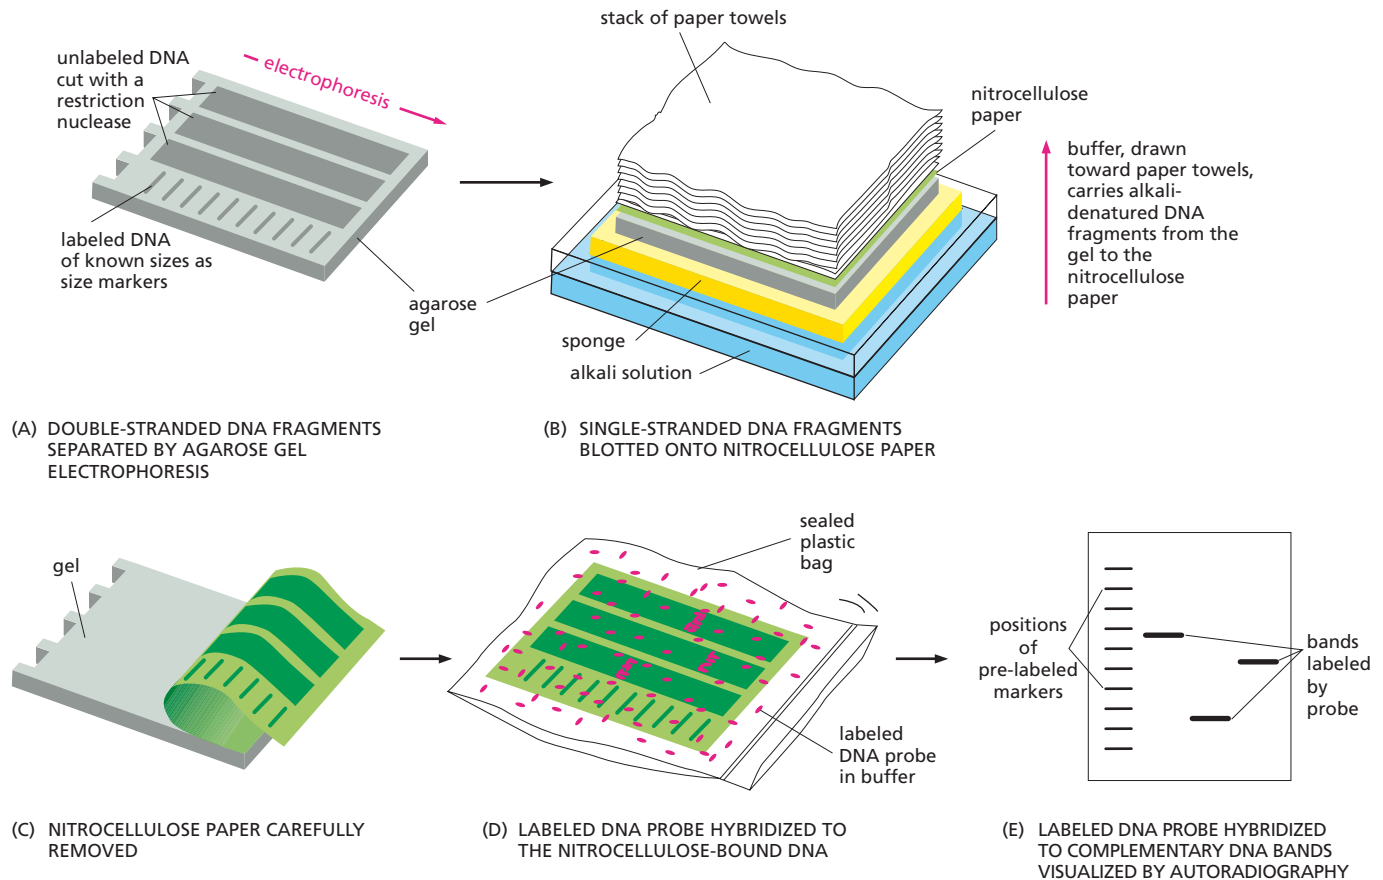 unlabeled DNA
cut with a
restriction
nuclease
electrophoresis
labeled DNA
of known sizes as
size markers
agarose
gel
stack of paper towels
nitrocellulose
paper
buffer, drawn
toward paper towels,
carries alkali-
denatured DNA
fragments from the
gel to the
nitrocellulose
paper
sponge
alkali solution
(A) DOUBLE-STRANDED DNA FRAGMENTS
SEPARATED BY AGAROSE GEL
ELECTROPHORESIS
(B) SINGLE-STRANDED DNA FRAGMENTS
BLOTTED ONTO NITROCELLULOSE PAPER
gel
sealed
plastic
bag
labeled
DNA probe
in buffer
positions
of
pre-labeled
markers
bands
labeled
by
probe
(C) NITROCELLULOSE PAPER CAREFULLY
REMOVED
(D) LABELED DNA PROBE HYBRIDIZED TO
THE NITROCELLULOSE-BOUND DNA
(E) LABELED DNA PROBE HYBRIDIZED
TO COMPLEMENTARY DNA BANDS
VISUALIZED BY AUTORADIOGRAPHY